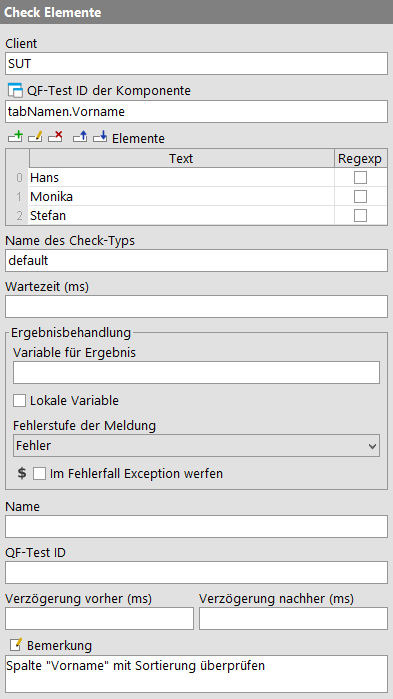 Check Elemente
Client
SUT
QF-Test ID der Komponente
tabNamen.Vorname
Elemente
Text Regexp
0 Hans
1 Monika
2 Stefan
Name des Check-Typs
default
Wartezeit (ms)
Ergebnisbehandlung
Variable für Ergebnis
Lokale Variable
Fehlerstufe der Meldung
Fehler
$ Im Fehlerfall Exception werfen
Name
QF-Test ID
Verzögerung vorher (ms) Verzögerung nachher (ms)
Bemerkung
Spalte "Vorname" mit Sortierung überprüfen